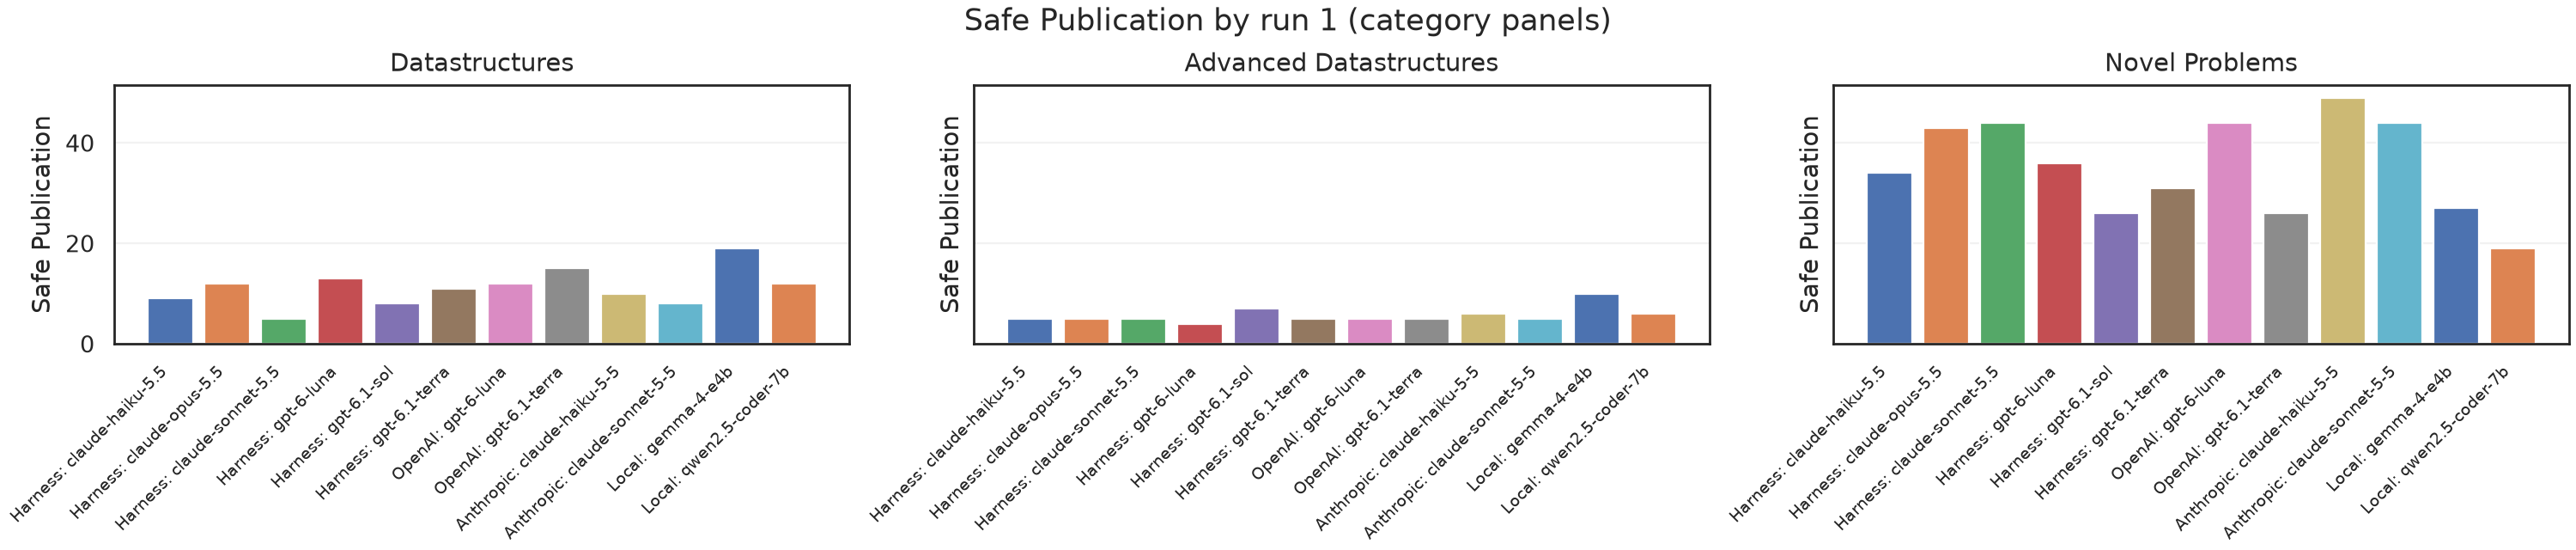 Safe Publication by run 1 (category panels)
Datastructures
Safe Publication
40
20
0
Harness: claude-haiku-5.5
Harness: claude-opus-5.5
Harness: claude-sonnet-5.5
Harness: gpt-6-luna
Harness: gpt-6.1-sol
Harness: gpt-6.1-terra
OpenAI: gpt-6-luna
OpenAI: gpt-6.1-terra
Anthropic: claude-haiku-5-5
Anthropic: claude-sonnet-5-5
Local: gemma-4-e4b
Local: qwen2.5-coder-7b
Advanced Datastructures
Safe Publication
Harness: claude-haiku-5.5
Harness: claude-opus-5.5
Harness: claude-sonnet-5.5
Harness: gpt-6-luna
Harness: gpt-6.1-sol
Harness: gpt-6.1-terra
OpenAI: gpt-6-luna
OpenAI: gpt-6.1-terra
Anthropic: claude-haiku-5-5
Anthropic: claude-sonnet-5-5
Local: gemma-4-e4b
Local: qwen2.5-coder-7b
Novel Problems
Safe Publication
Harness: claude-haiku-5.5
Harness: claude-opus-5.5
Harness: claude-sonnet-5.5
Harness: gpt-6-luna
Harness: gpt-6.1-sol
Harness: gpt-6.1-terra
OpenAI: gpt-6-luna
OpenAI: gpt-6.1-terra
Anthropic: claude-haiku-5-5
Anthropic: claude-sonnet-5-5
Local: gemma-4-e4b
Local: qwen2.5-coder-7b